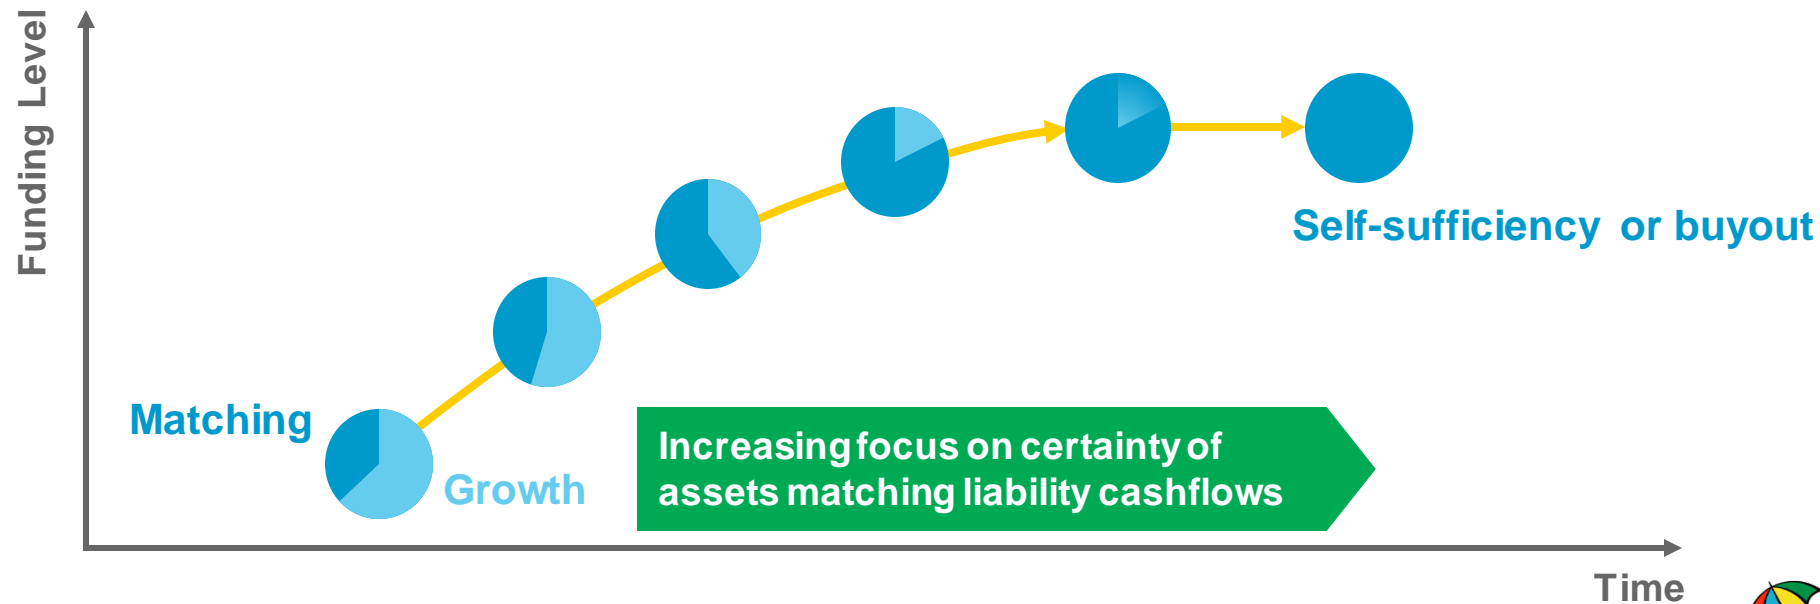 Funding Level
Self-sufficiency or buyout
Matching
Growth
Increasing focus on certainty of
assets matching liability cashflows
Time